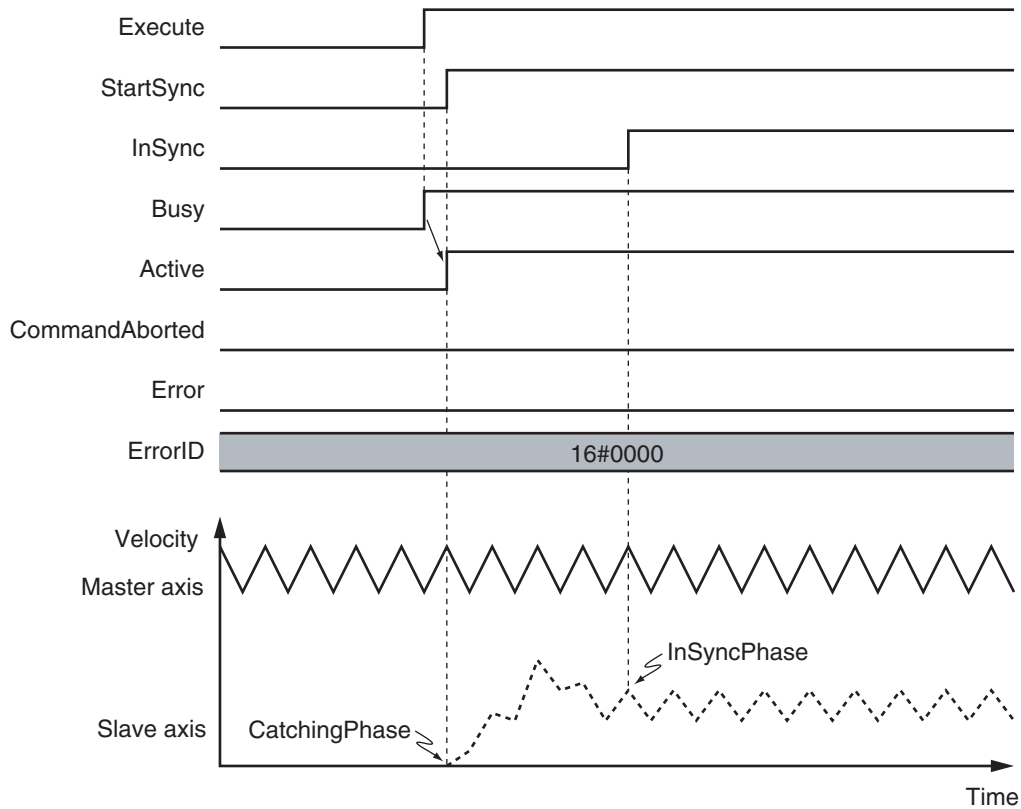 Execute
StartSync
InSync
Busy
Active
CommandAborted
Error
ErrorID
16#0000
Velocity
Master axis
InSyncPhase
Slave axis
CatchingPhase
Time